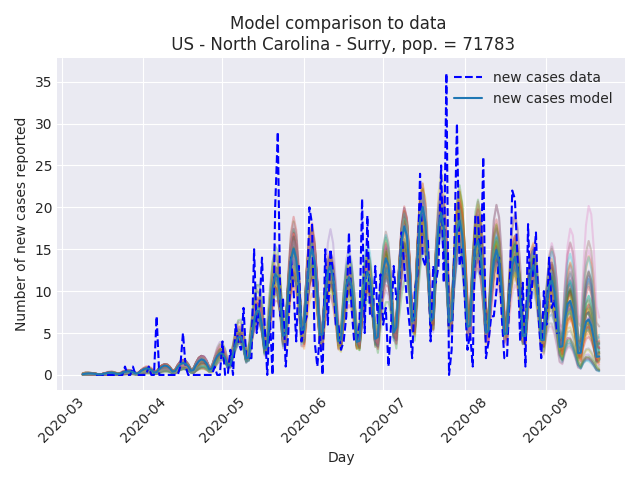 Model comparison to data
US - North Carolina - Surry, pop. = 71783
new cases data
new cases model
Number of new cases reported
35
30
25
20
15
10
5
0
2020-03
2020-04
2020-05
2020-06
2020-07
2020-08
2020-09
Day